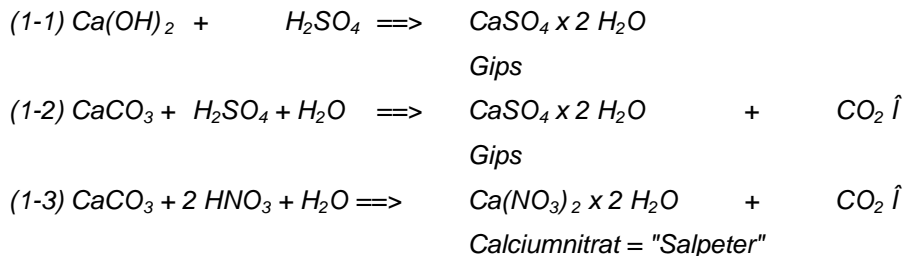 (1-1) Ca(OH)₂ + H₂SO₄ ==> CaSO₄ x 2 H₂O
Gips
(1-2) CaCO₃ + H₂SO₄ + H₂O ==> CaSO₄ x 2 H₂O + CO₂ Î
Gips
(1-3) CaCO₃ + 2 HNO₃ + H₂O ==> Ca(NO₃)₂ x 2 H₂O + CO₂ Î
Calciumnitrat = "Salpeter"